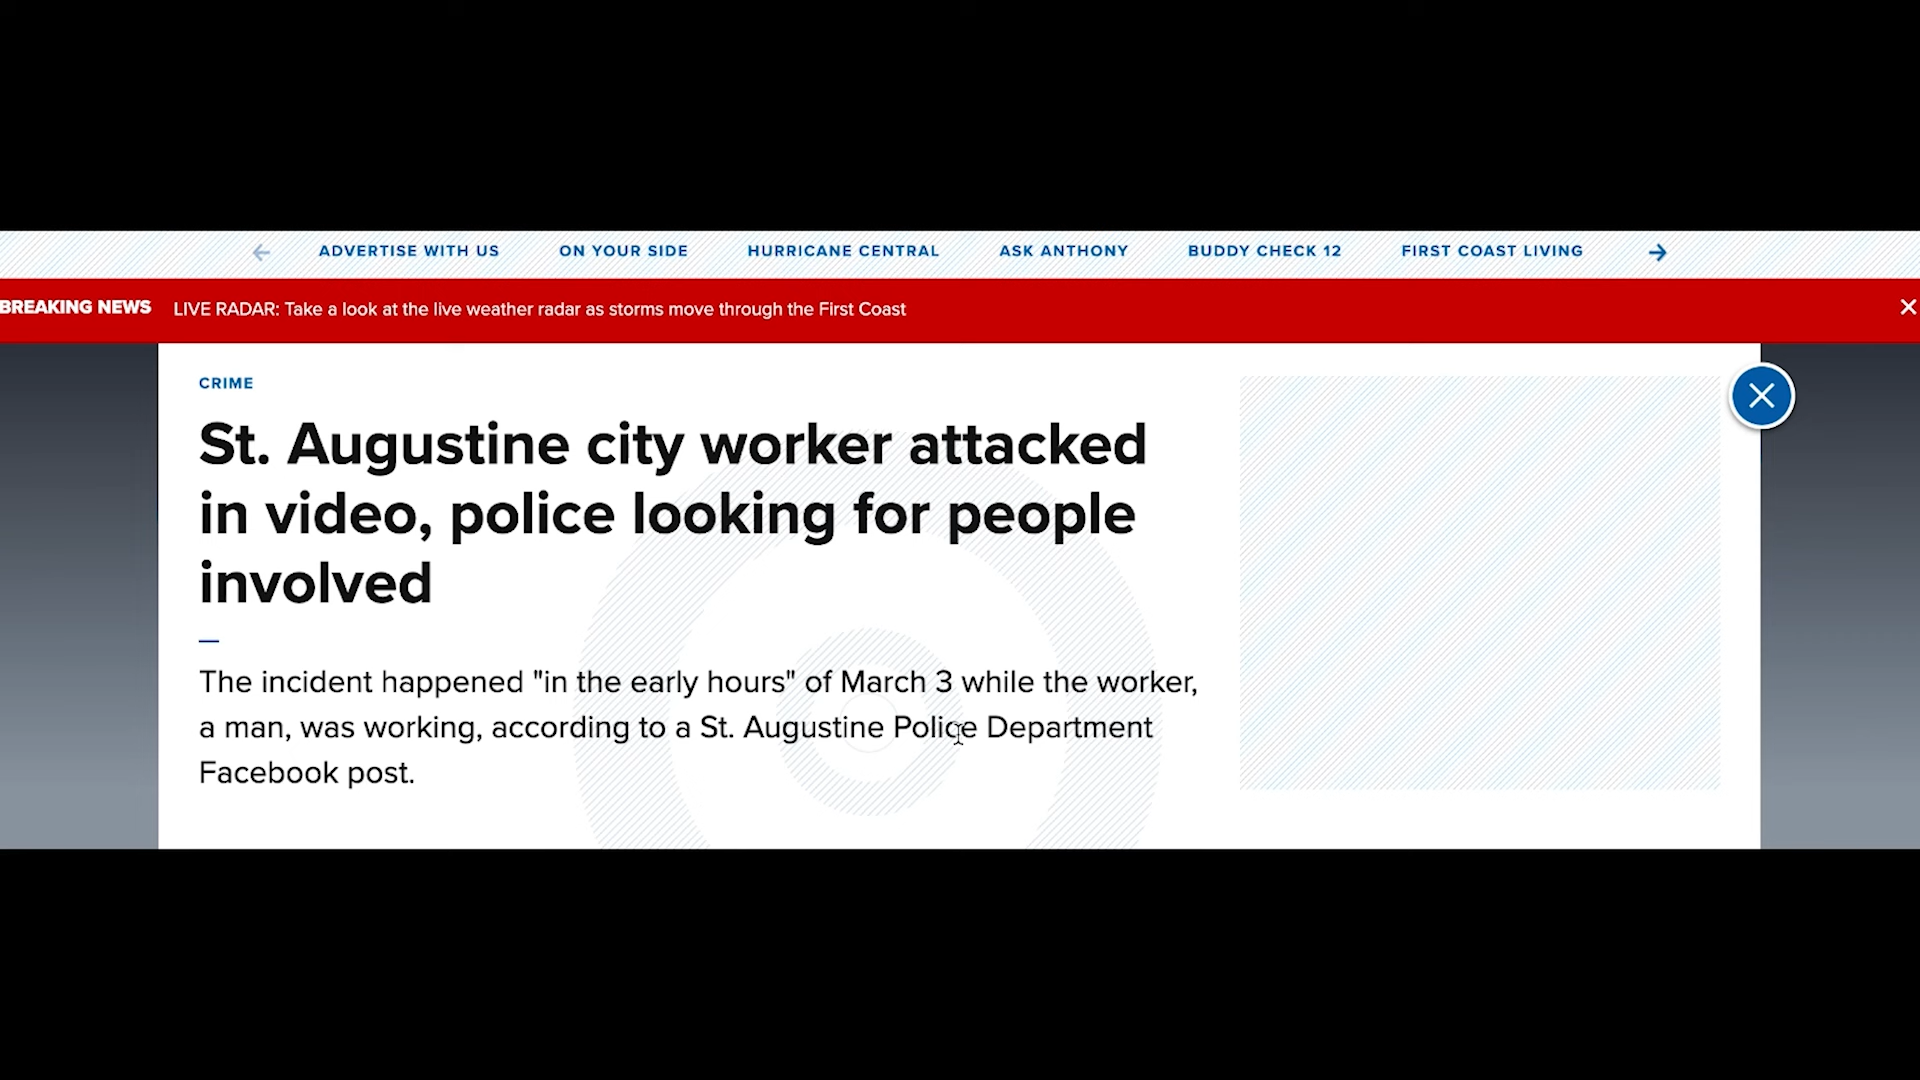 ADVERTISE WITH US ON YOUR SIDE HURRICANE CENTRAL ASK ANTHONY BUDDY CHECK 12 FIRST COAST LIVING
BREAKING NEWS LIVE RADAR: Take a look at the live weather radar as storms move through the First Coast
CRIME
St. Augustine city worker attacked
in video, police looking for people
involved
The incident happened "in the early hours" of March 3 while the worker,
a man, was working, according to a St. Augustine Police Department
Facebook post.